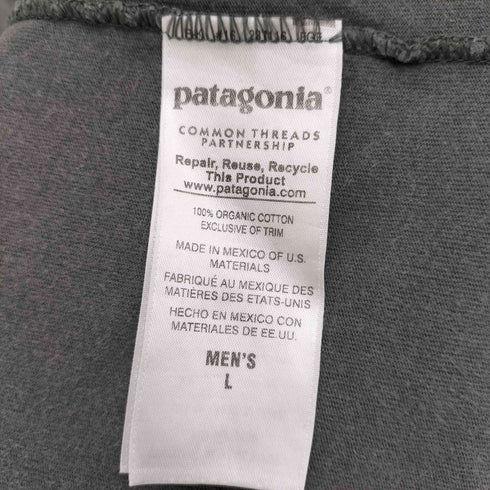 patagonia®
COMMON THREADS
PARTNERSHIP
Repair, Reuse, Recycle
This Product
www.patagonia.com
100% ORGANIC COTTON
EXCLUSIVE OF TRIM
MADE IN MEXICO OF U.S.
MATERIALS
FABRIQUÉ AU MEXIQUE DES
MATIÈRES DES ETATS-UNIS
HECHO EN MÉXICO CON
MATERIALES DE EE.UU.
MEN'S
L